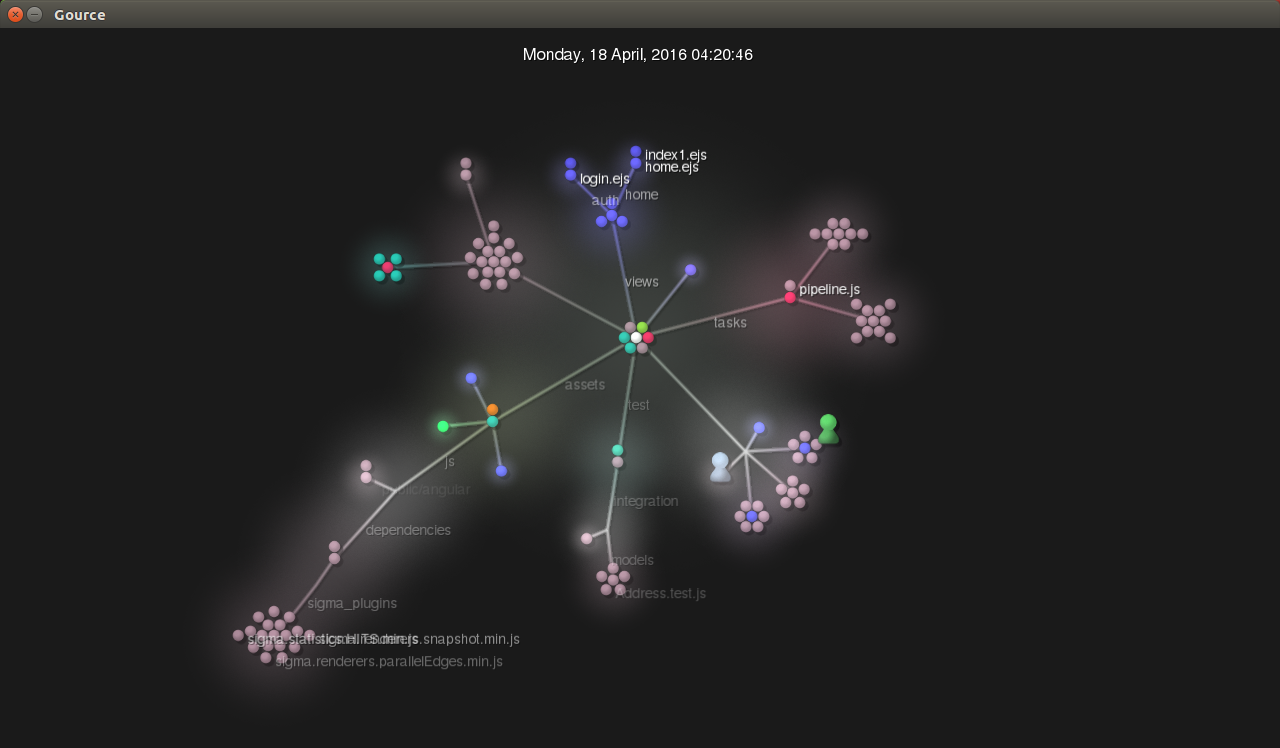 Gource
Monday, 18 April, 2016 04:20:46
index1.ejs
home.ejs
login.ejs
home
auth
views
pipeline.js
tasks
assets
test
js
public/angular
integration
dependencies
models
Address.test.js
sigma_plugins
sigma.statistics.HITS.min.js
.snapshot.min.js
sigma.renderers.parallelEdges.min.js